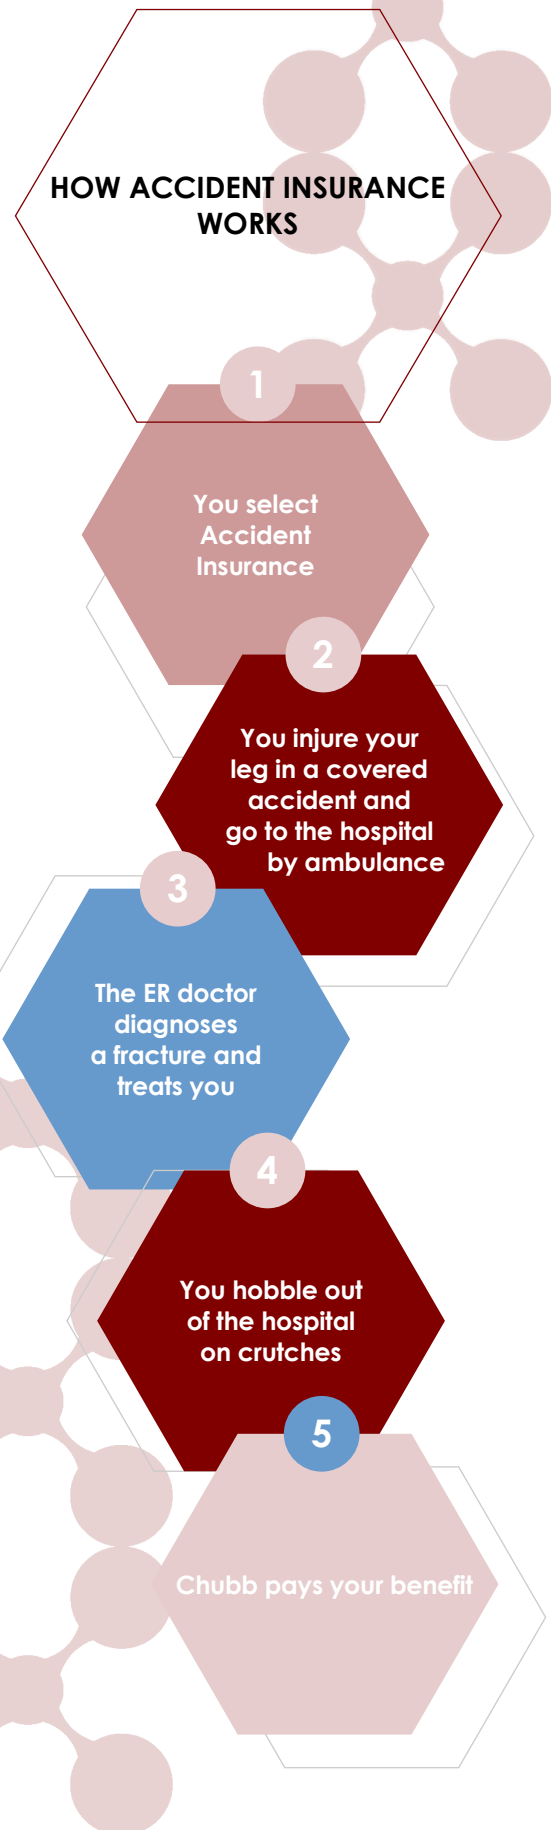 HOW ACCIDENT INSURANCE
WORKS
1
You select
Accident
Insurance
2
You injure your
leg in a covered
accident and
go to the hospital
by ambulance
3
The ER doctor
diagnoses
a fracture and
treats you
4
You hobble out
of the hospital
on crutches
5
Chubb pays your benefit